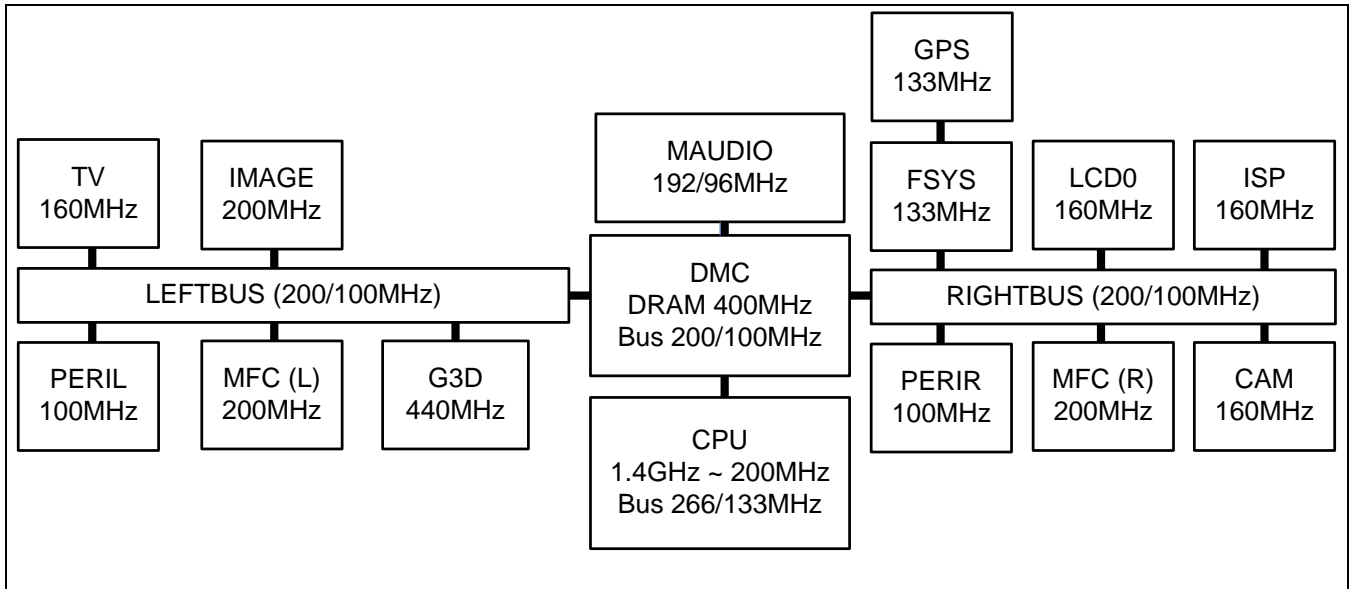 GPS
133MHz
MAUDIO
192/96MHz
TV
160MHz
IMAGE
200MHz
FSYS
133MHz
LCD0
160MHz
ISP
160MHz
LEFTBUS (200/100MHz)
DMC
DRAM 400MHz
Bus 200/100MHz
RIGHTBUS (200/100MHz)
PERIL
100MHz
MFC (L)
200MHz
G3D
440MHz
CPU
1.4GHz ~ 200MHz
Bus 266/133MHz
PERIR
100MHz
MFC (R)
200MHz
CAM
160MHz